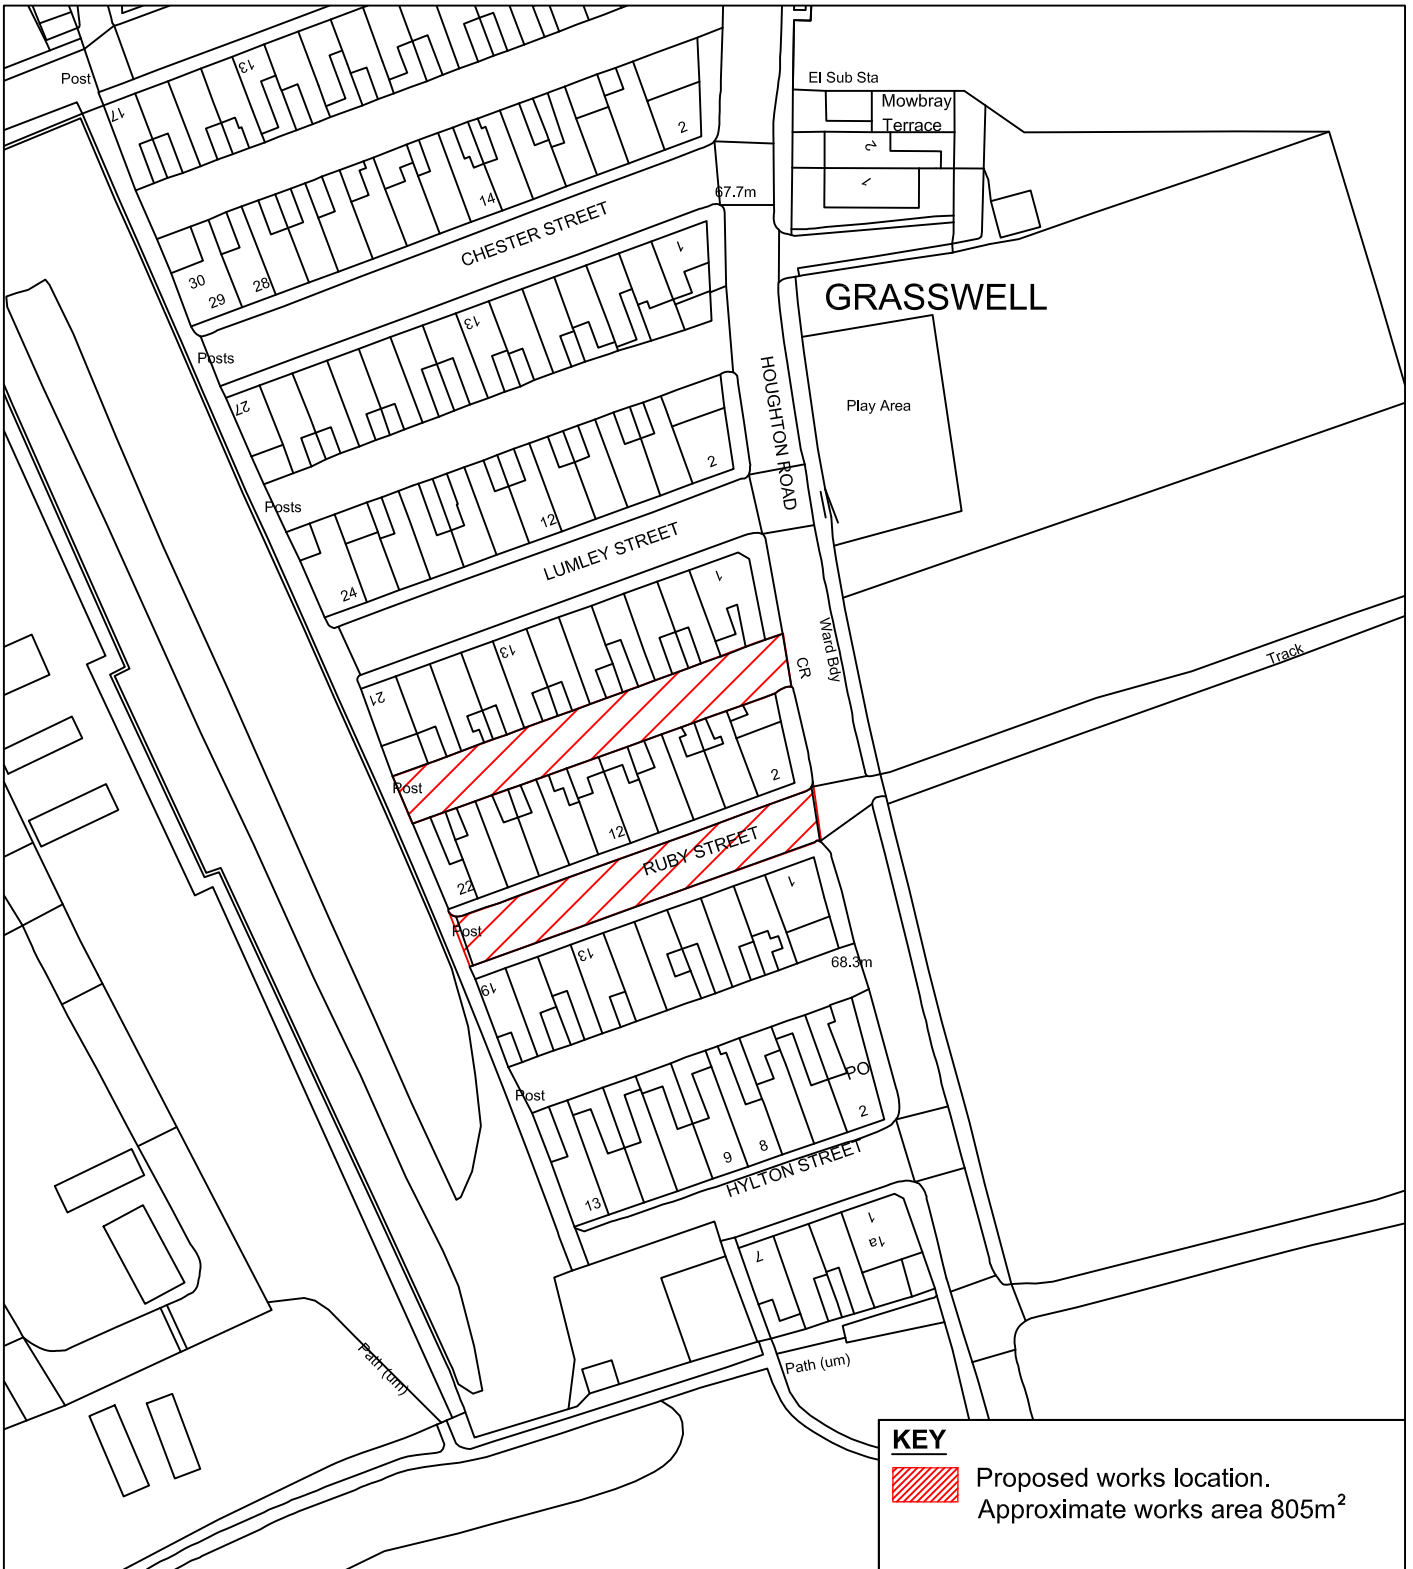 Post
13
17
El Sub Sta
Mowbray
Terrace
2
1
2
14
67.7m
CHESTER STREET
30
29
28
1
GRASSWELL
13
Posts
27
HOUGHTON ROAD
Play Area
2
Posts
12
LUMLEY STREET
24
1
13
Ward Bdy
CR
Track
21
Post
2
12
RUBY STREET
22
1
Post
13
19
68.3m
Post
PO
2
8
9
HYLTON STREET
13
1
1a
7
Path (um)
Path (um)
KEY
Proposed works location.
Approximate works area 805m²